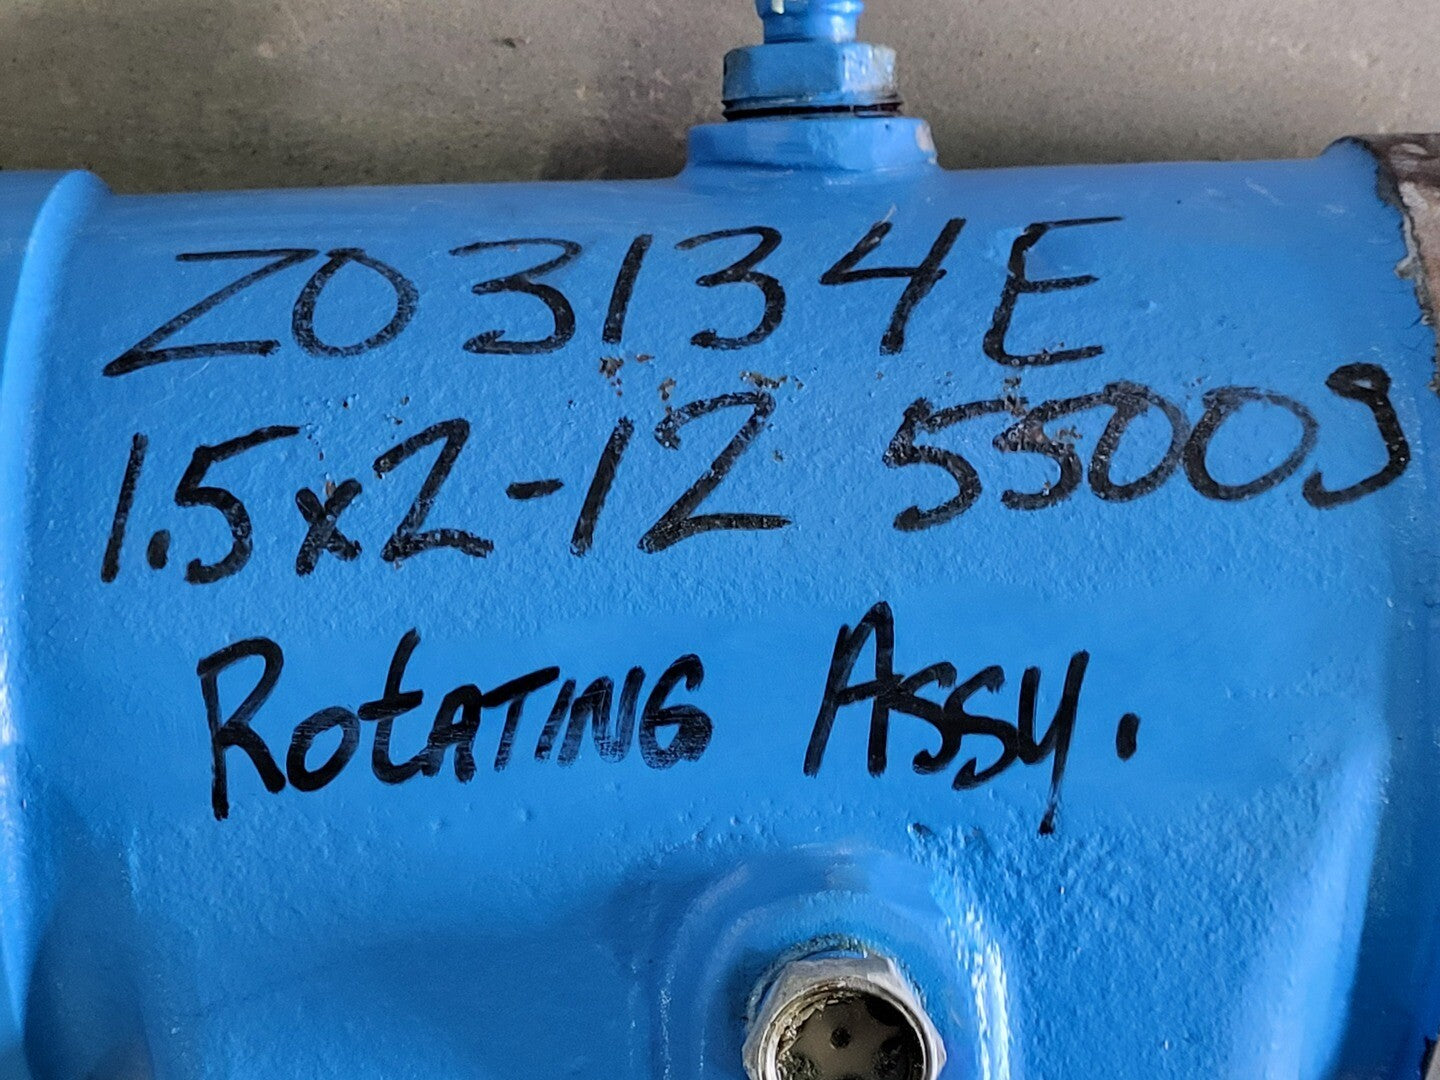 Z03134E
1.5x2-12 5500S
ROtATING ASSY.